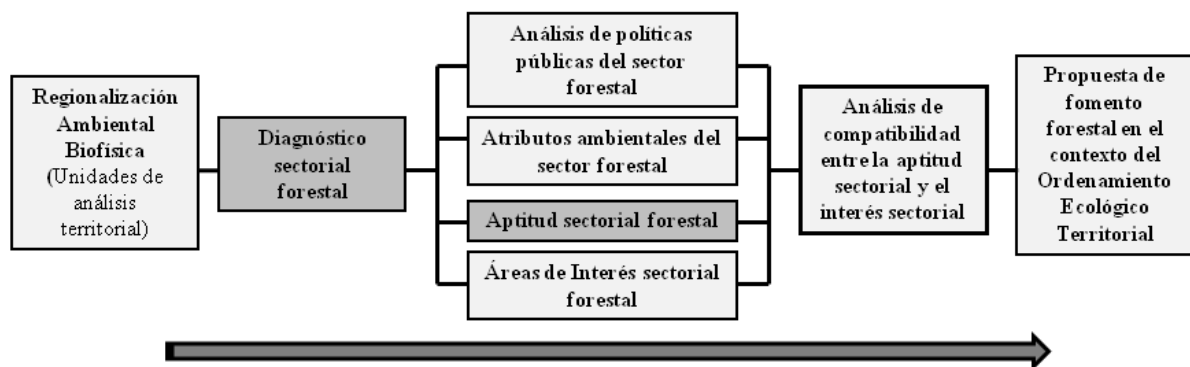 Regionalización
Ambiental
Biofísica
(Unidades de
análisis
territorial)
Diagnóstico
sectorial
forestal
Análisis de políticas
públicas del sector
forestal
Atributos ambientales del
sector forestal
Aptitud sectorial forestal
Áreas de Interés sectorial
forestal
Análisis de
compatibilidad
entre la aptitud
sectorial y el
interés sectorial
Propuesta de
fomento
forestal en el
contexto del
Ordenamiento
Ecológico
Territorial